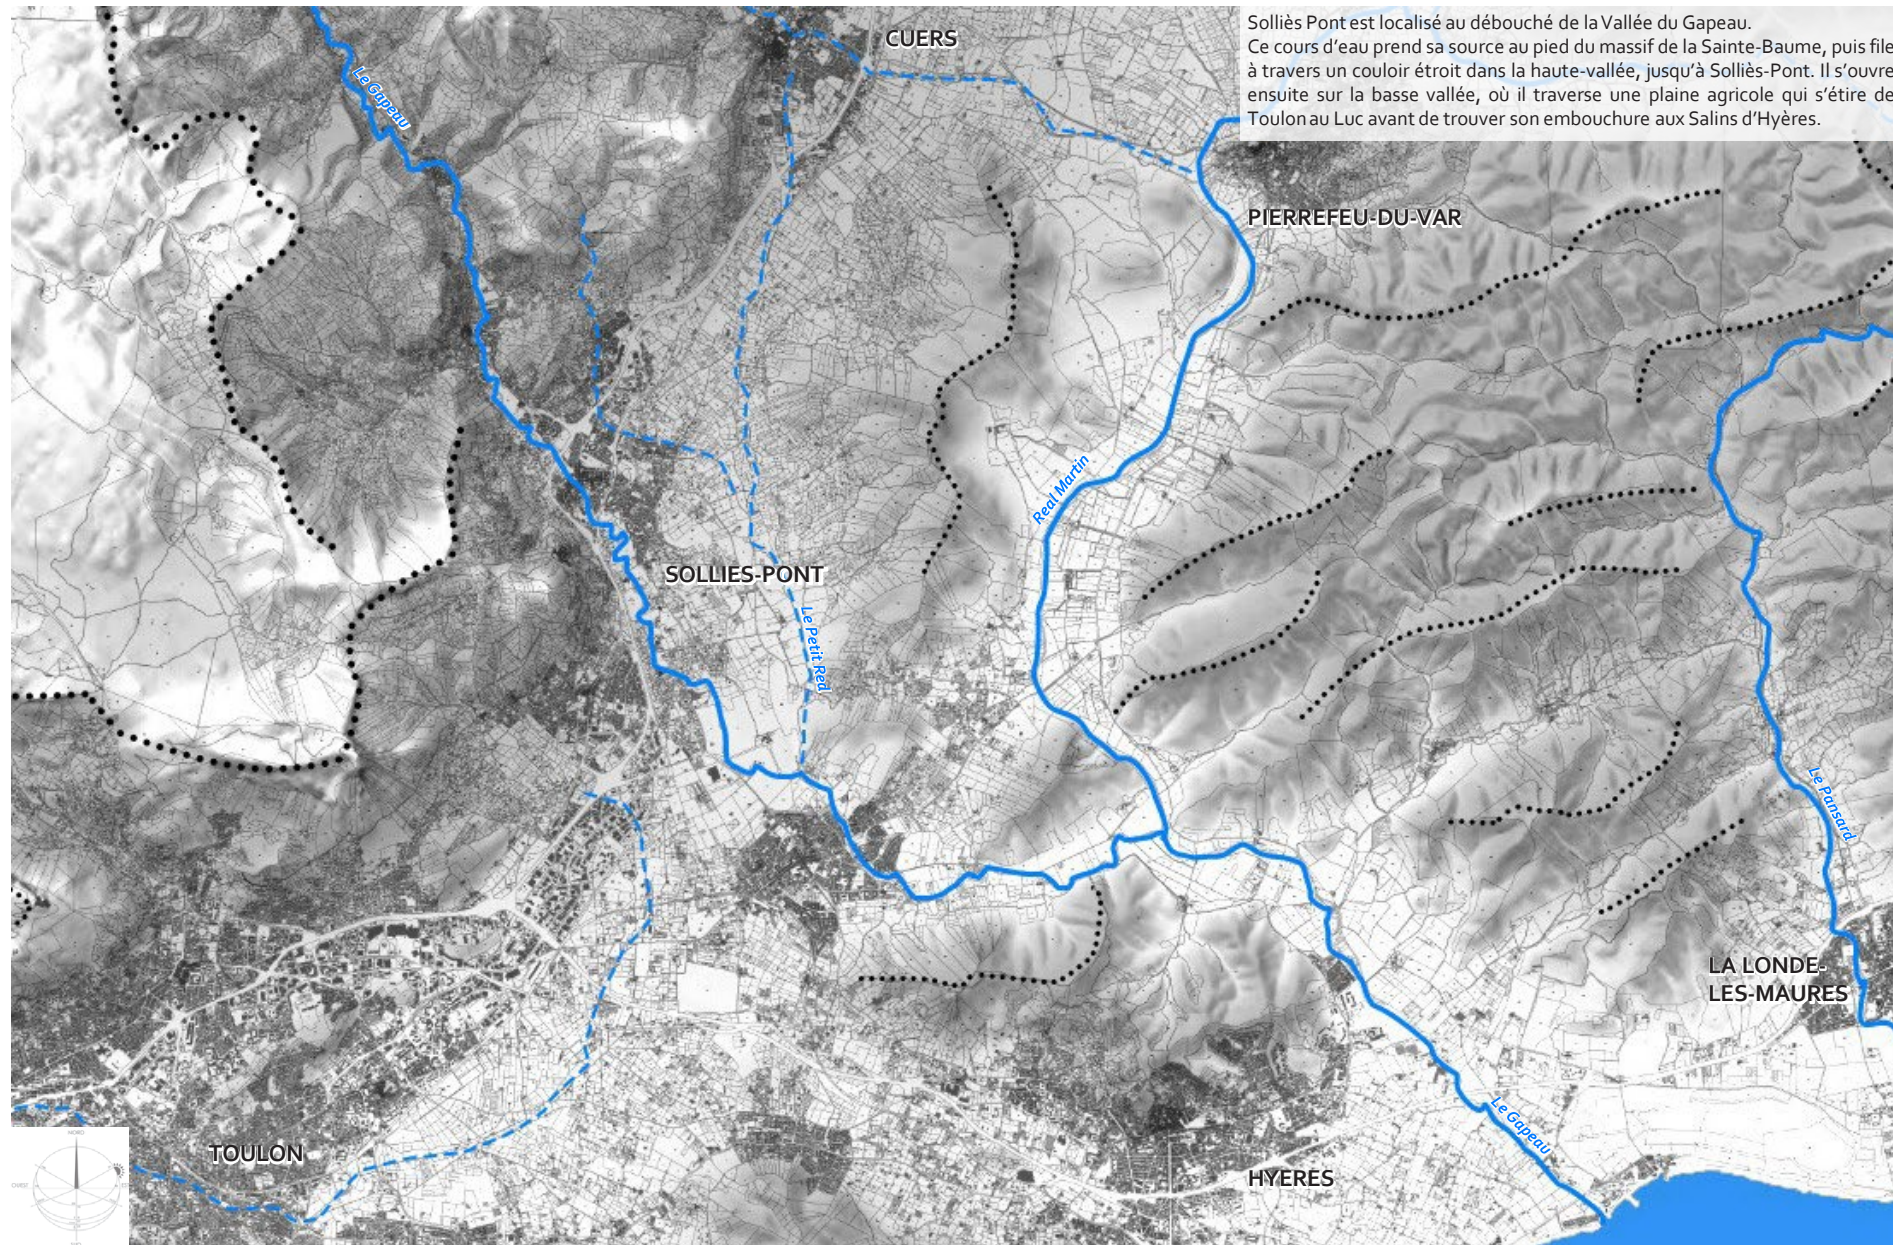 Solliès Pont est localisé au débouché de la Vallée du Gapeau.
Ce cours d'eau prend sa source au pied du massif de la Sainte-Baume, puis file
à travers un couloir étroit dans la haute-vallée, jusqu'à Solliès-Pont. Il s'ouvre
ensuite sur la basse vallée, où il traverse une plaine agricole qui s'étire de
Toulon au Luc avant de trouver son embouchure aux Salins d'Hyères.
CUERS
Le Gapeau
PIERREFEU-DU-VAR
Real Martin
SOLLIES-PONT
Le Petit Red
Le Pansard
LA LONDE-
LES-MAURES
Le Gapeau
TOULON
HYERES
NORD